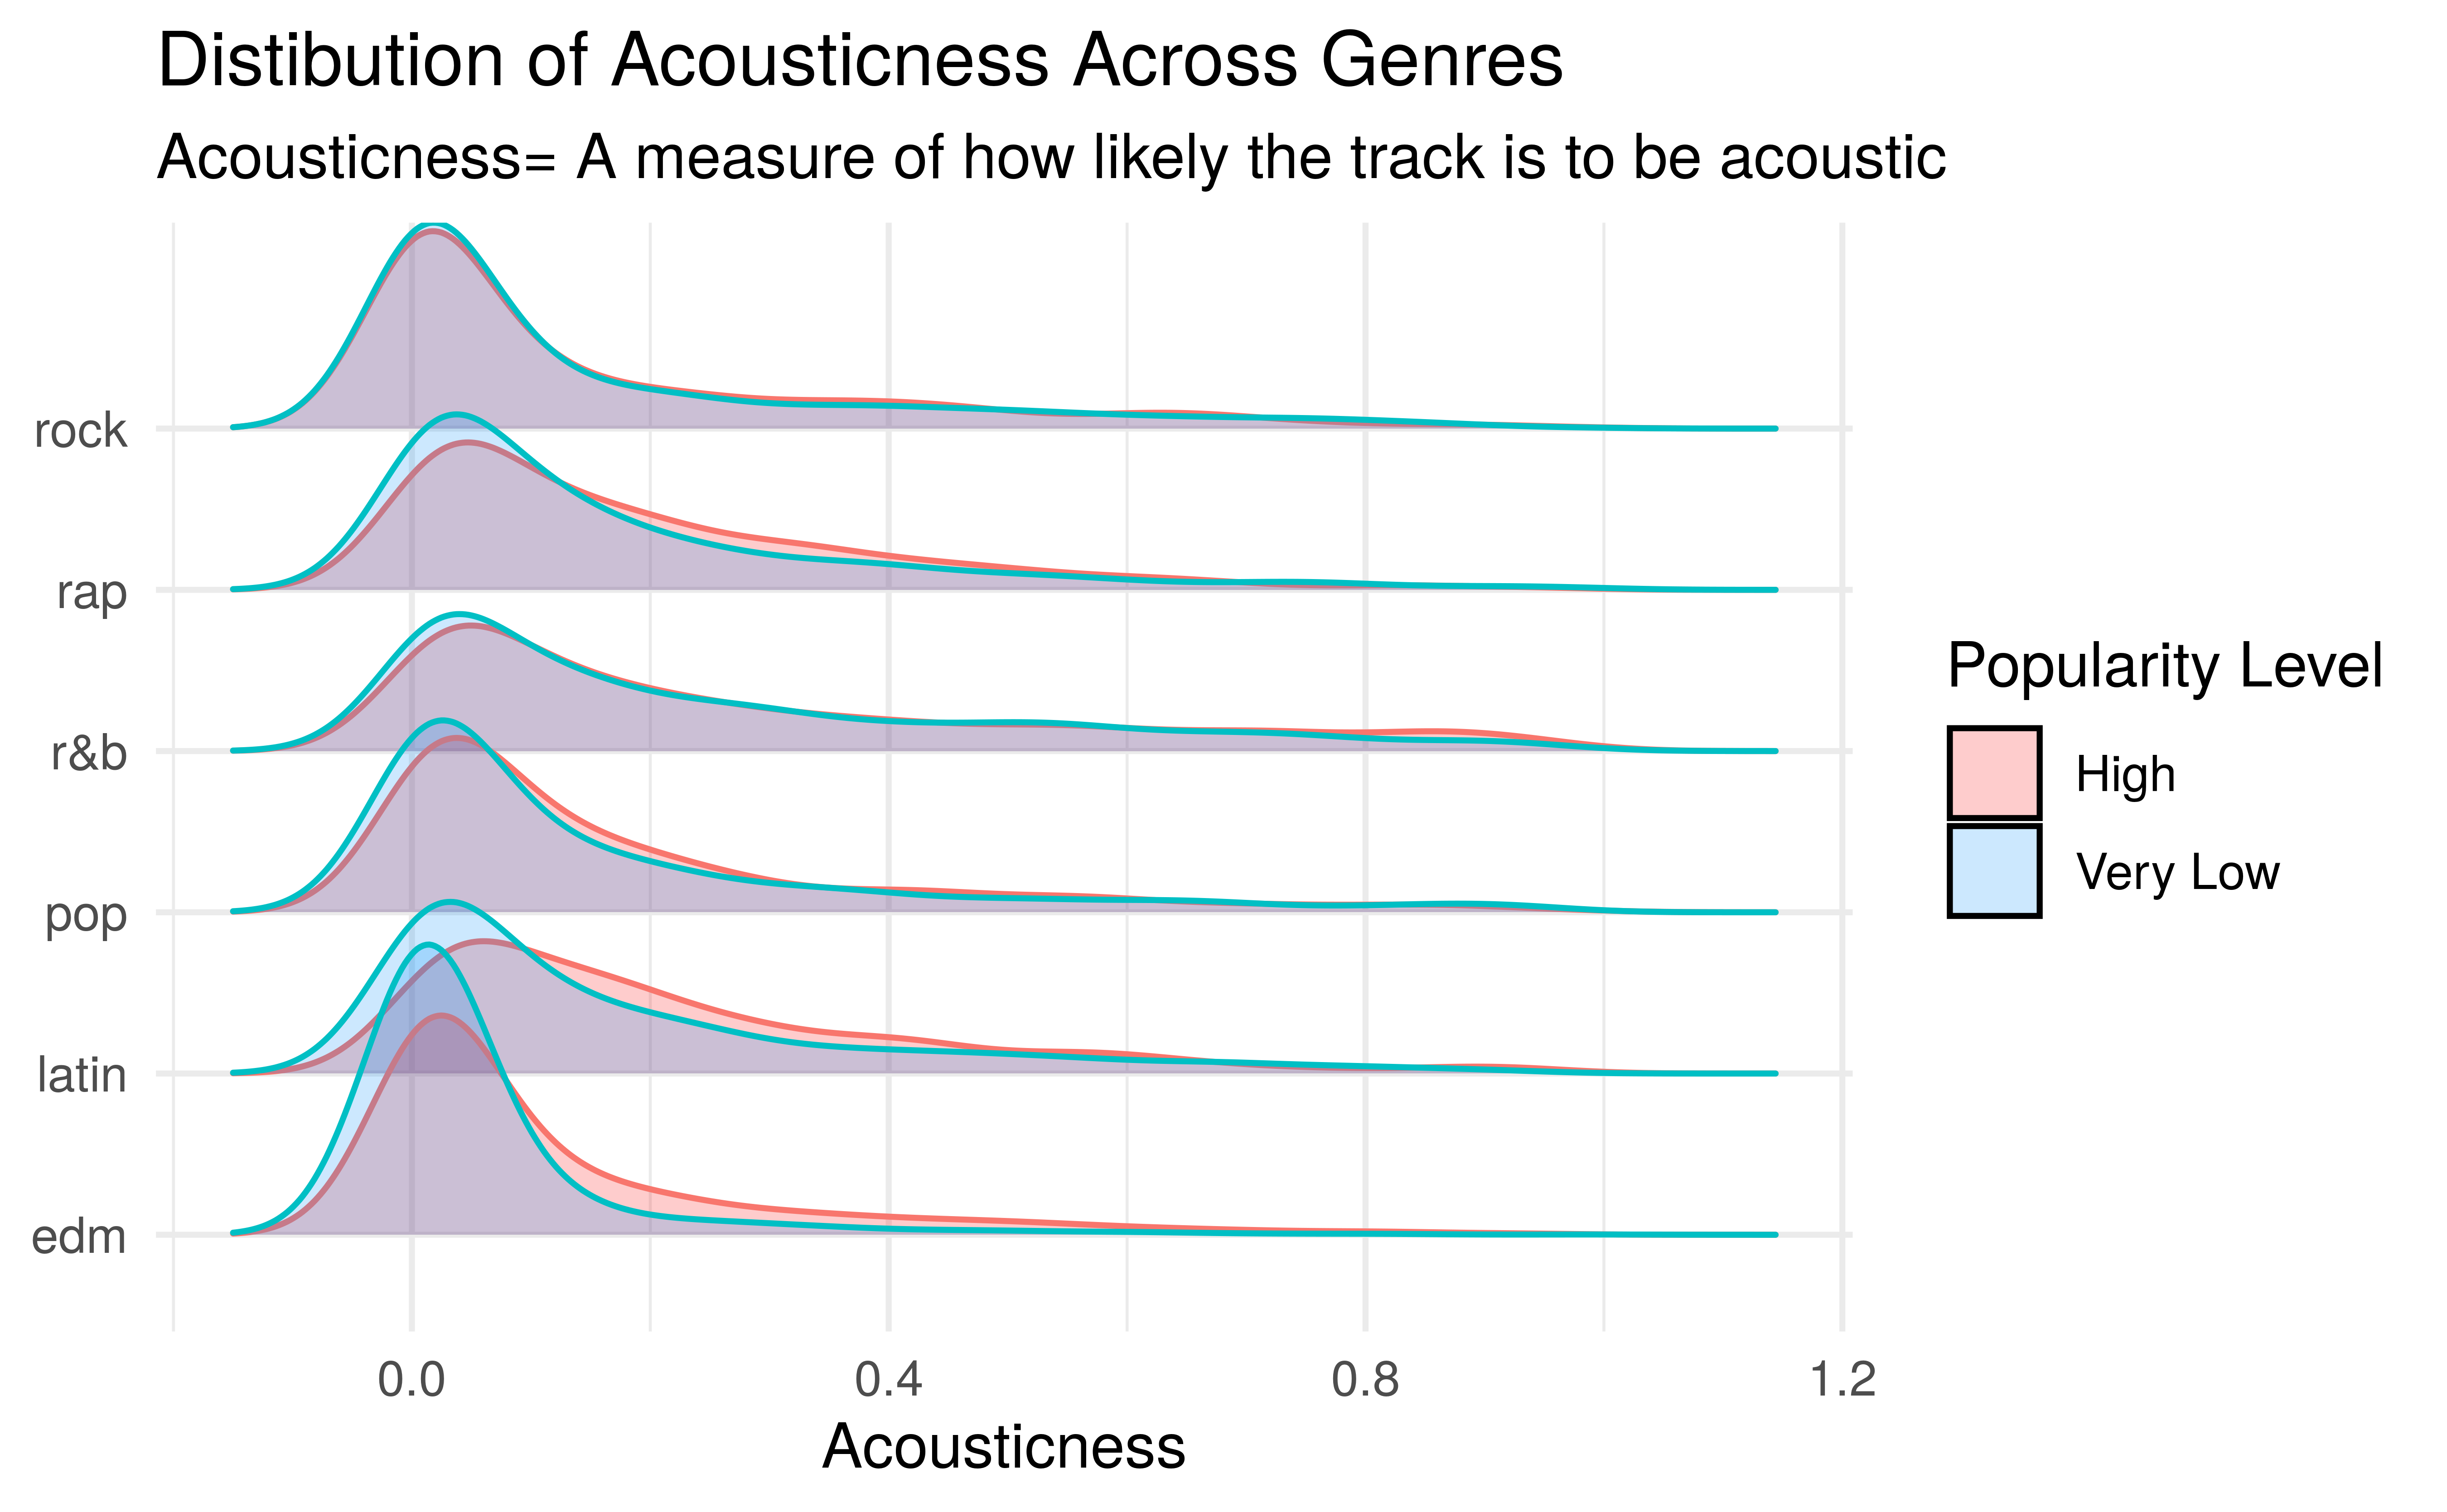 Distibution of Acousticness Across Genres
Acousticness= A measure of how likely the track is to be acoustic
rock
rap
r&b
pop
latin
edm
0.0 0.4 0.8 1.2
Acousticness
Popularity Level
High
Very Low